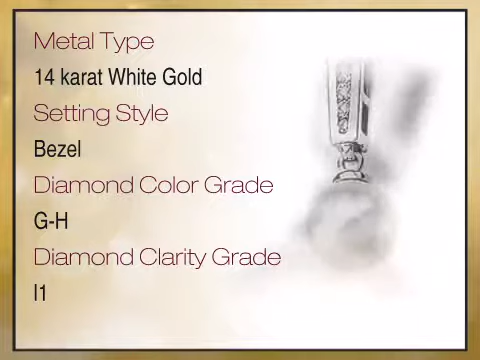 Metal Type
14 karat White Gold
Setting Style
Bezel
Diamond Color Grade
G-H
Diamond Clarity Grade
I1